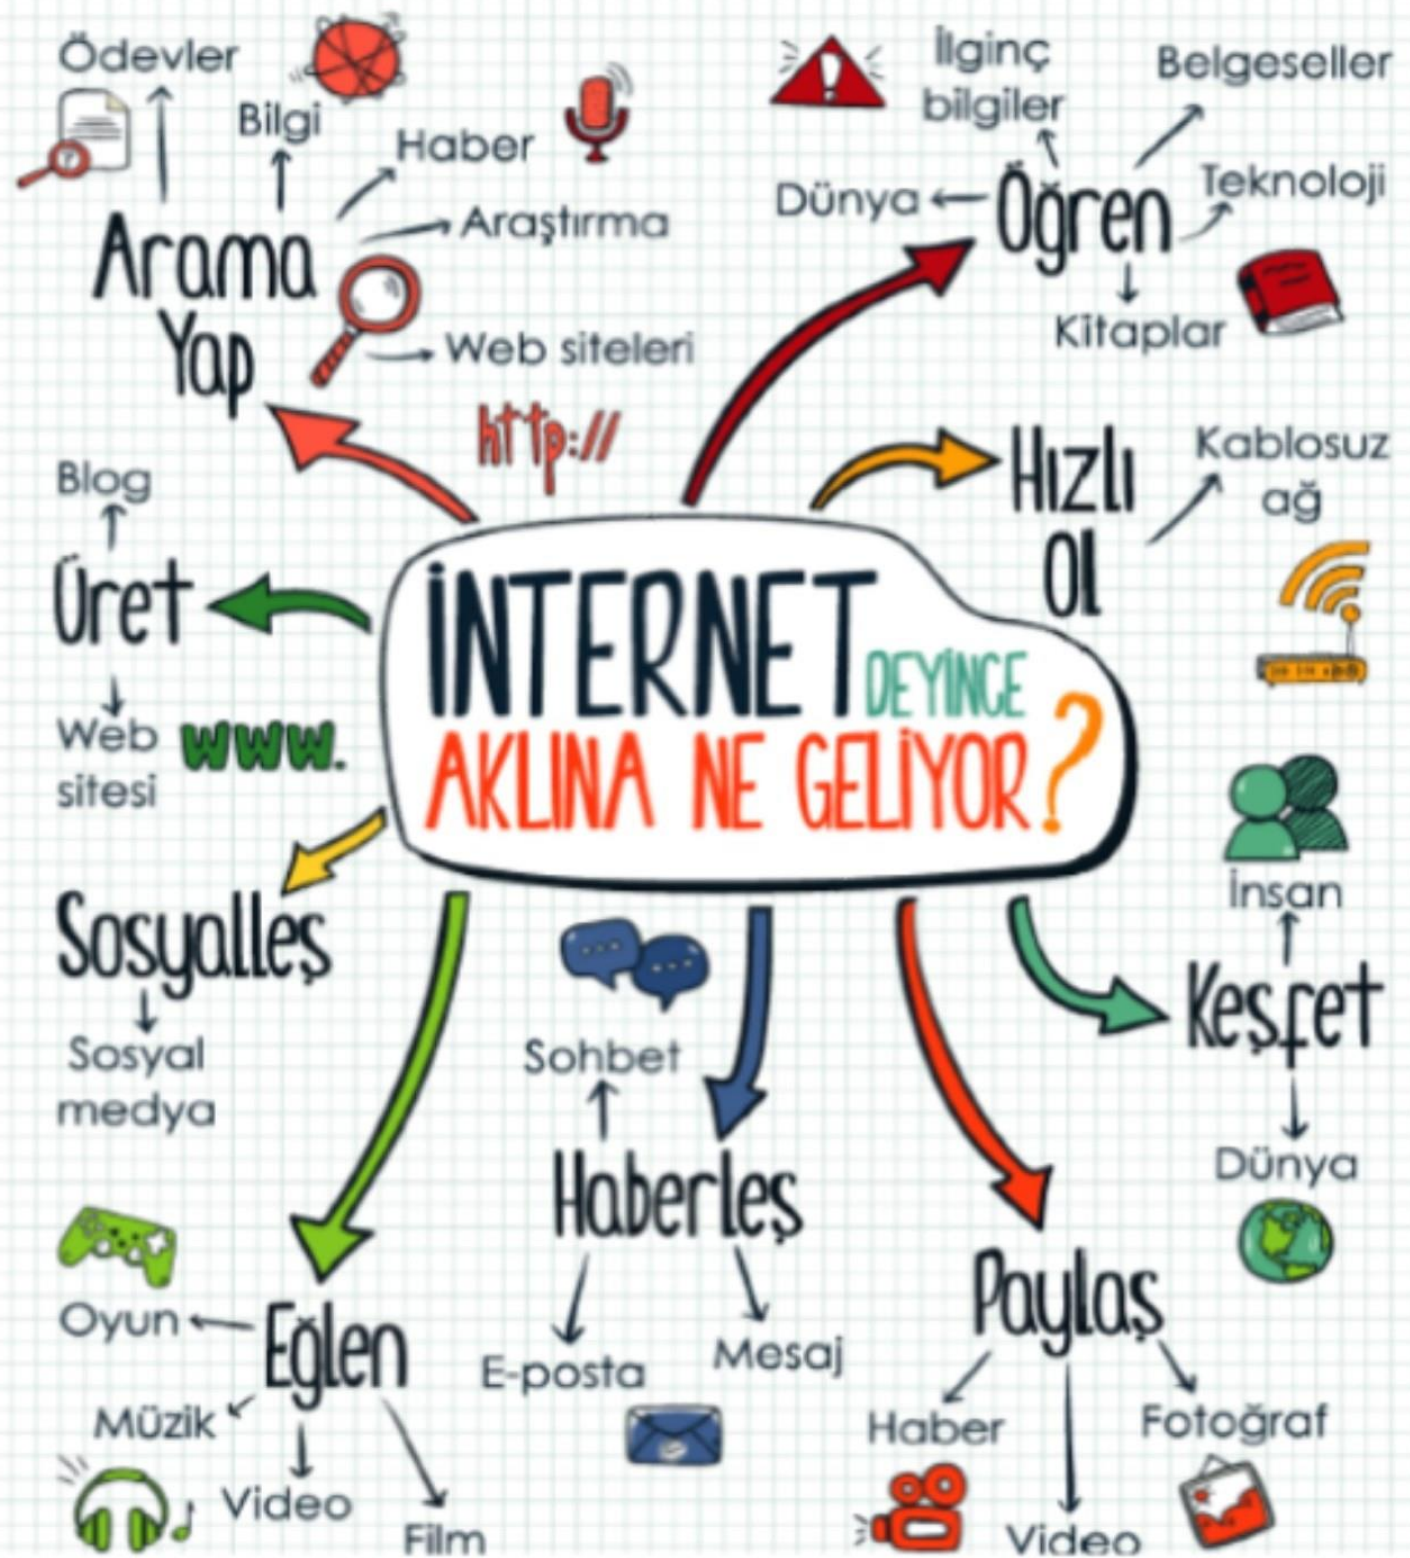 Ödevler
Bilgi
Haber
Araştırma
Arama
Yap
Web siteleri
http://
İlginç
bilgiler
Belgeseller
Dünya
Öğren
Teknoloji
Kitaplar
Hızlı
Ol
Kablosuz
ağ
Blog
Üret
Web
sitesi
www.
İNTERNET DEYİNCE
AKLINA NE GELİYOR?
Sosyalleş
Sosyal
medya
İnsan
Keşfet
Dünya
Sohbet
Haberleş
E-posta
Mesaj
Oyun
Eğlen
Müzik
Video
Film
Paylaş
Haber
Video
Fotoğraf